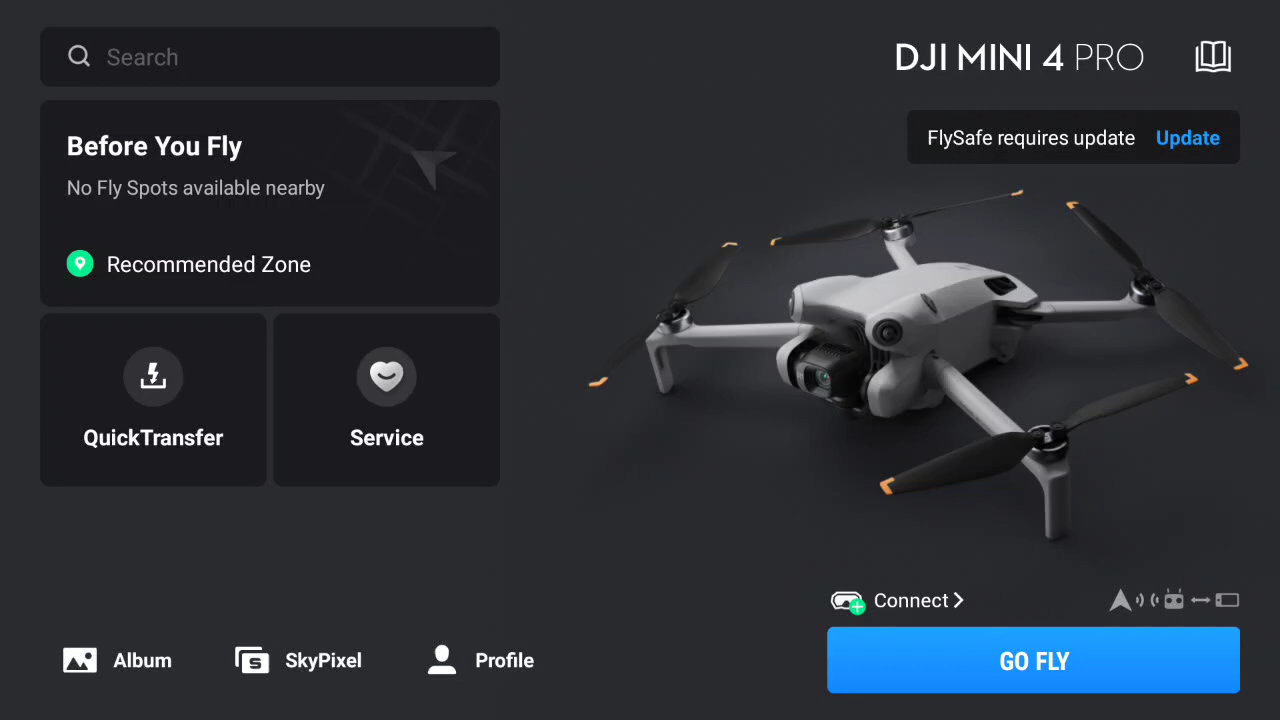 Search
DJI MINI 4 PRO
FlySafe requires update Update
Before You Fly
No Fly Spots available nearby
Recommended Zone
QuickTransfer
Service
Connect
Album
SkyPixel
Profile
GO FLY